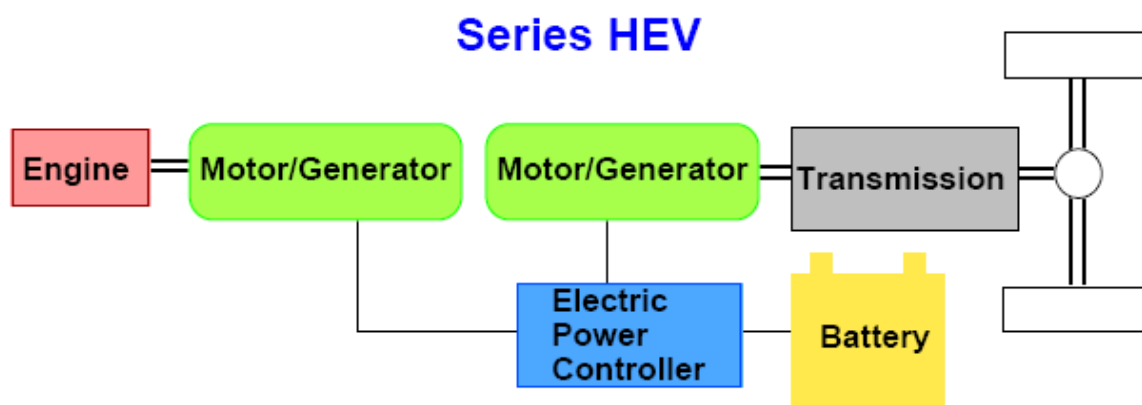 Series HEV
Engine
Motor/Generator
Motor/Generator
Transmission
Electric
Power
Controller
Battery